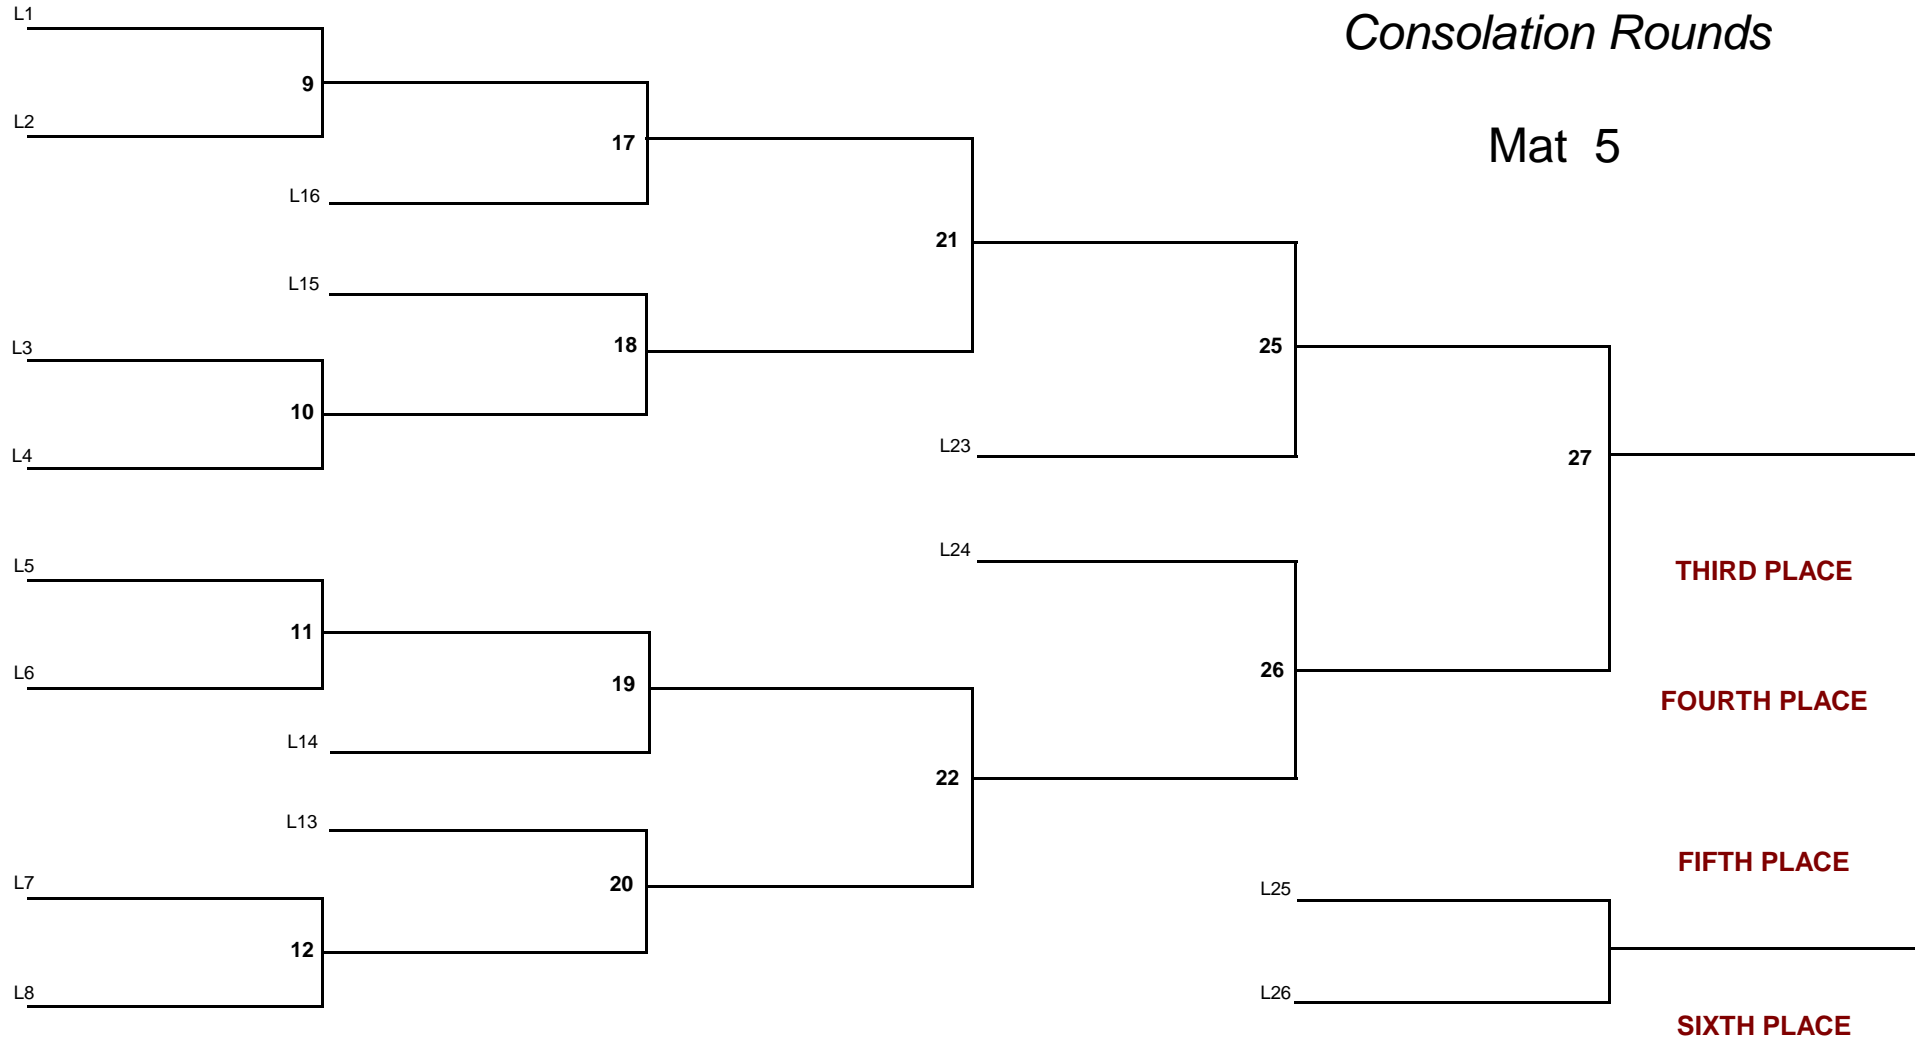 L1
Consolation Rounds
9
L2
Mat 5
17
L16
21
L15
L3
18
25
10
L4
L23
27
L24
L5
THIRD PLACE
11
L6
19
26
FOURTH PLACE
L14
22
L13
FIFTH PLACE
L7
20
L25
12
L8
L26
SIXTH PLACE